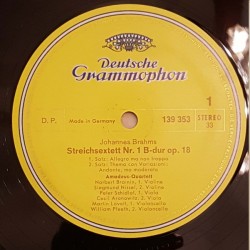 Deutsche
Grammophon
D.P.
Made in Germany
139 353
STEREO
33
1
Johannes Brahms
Streichsextett Nr. 1 B-dur op. 18
1. Satz: Allegro ma non troppo
2. Satz: Thema con Variazioni:
Andante, ma moderato
Amadeus-Quartett
Norbert Brainin, 1. Violine
Siegmund Nissel, 2. Violine
Peter Schidlof, 1. Viola
Cecil Aronowitz, 2. Viola
Martin Lovett, 1. Violoncello
William Pleeth, 2. Violoncello